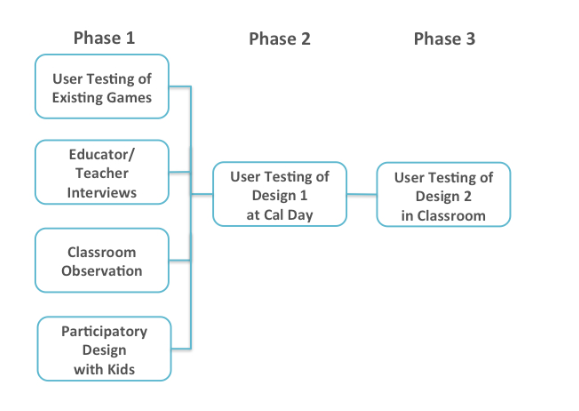 Phase 1
Phase 2
Phase 3
User Testing of
Existing Games
Educator/
Teacher
Interviews
Classroom
Observation
Participatory
Design
with Kids
User Testing of
Design 1
at Cal Day
User Testing of
Design 2
in Classroom